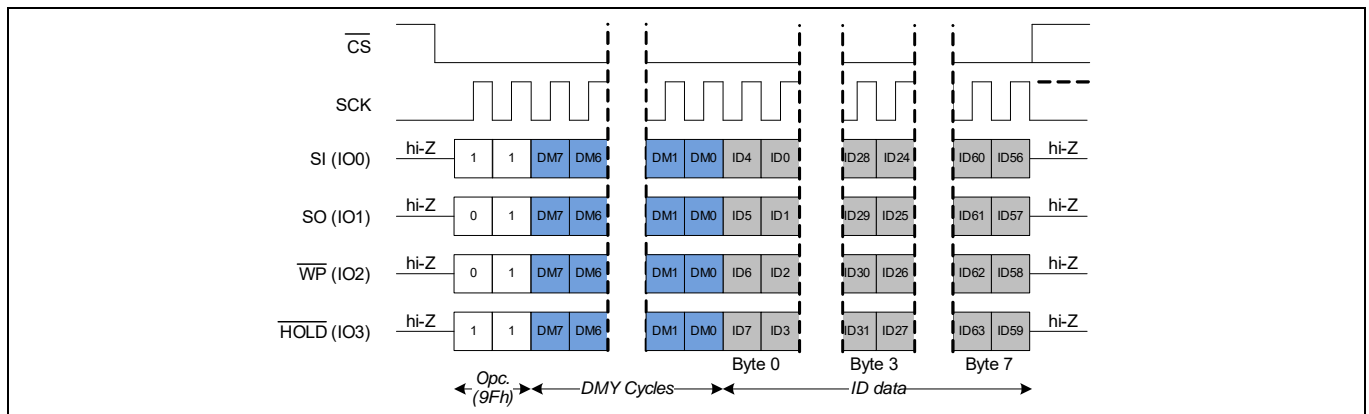 CS
SCK
SI (IO0) hi-Z 1 1 DM7 DM6 DM1 DM0 ID4 ID0 ID28 ID24 ID60 ID56 hi-Z
SO (IO1) hi-Z 0 1 DM7 DM6 DM1 DM0 ID5 ID1 ID29 ID25 ID61 ID57 hi-Z
WP (IO2) hi-Z 0 1 DM7 DM6 DM1 DM0 ID6 ID2 ID30 ID26 ID62 ID58 hi-Z
HOLD (IO3) hi-Z 1 1 DM7 DM6 DM1 DM0 ID7 ID3 ID31 ID27 ID63 ID59 hi-Z
Byte 0 Byte 3 Byte 7
Opc. DMY Cycles ID data
(9Fh)